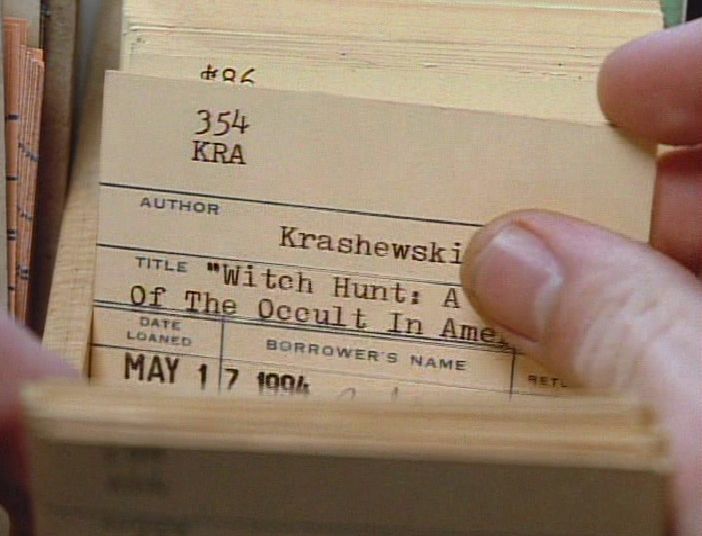 354
KRA
AUTHOR
Krashewski
TITLE "Witch Hunt: A
Of The Occult In Ame
DATE
LOANED
BORROWER'S NAME
MAY 17 1994